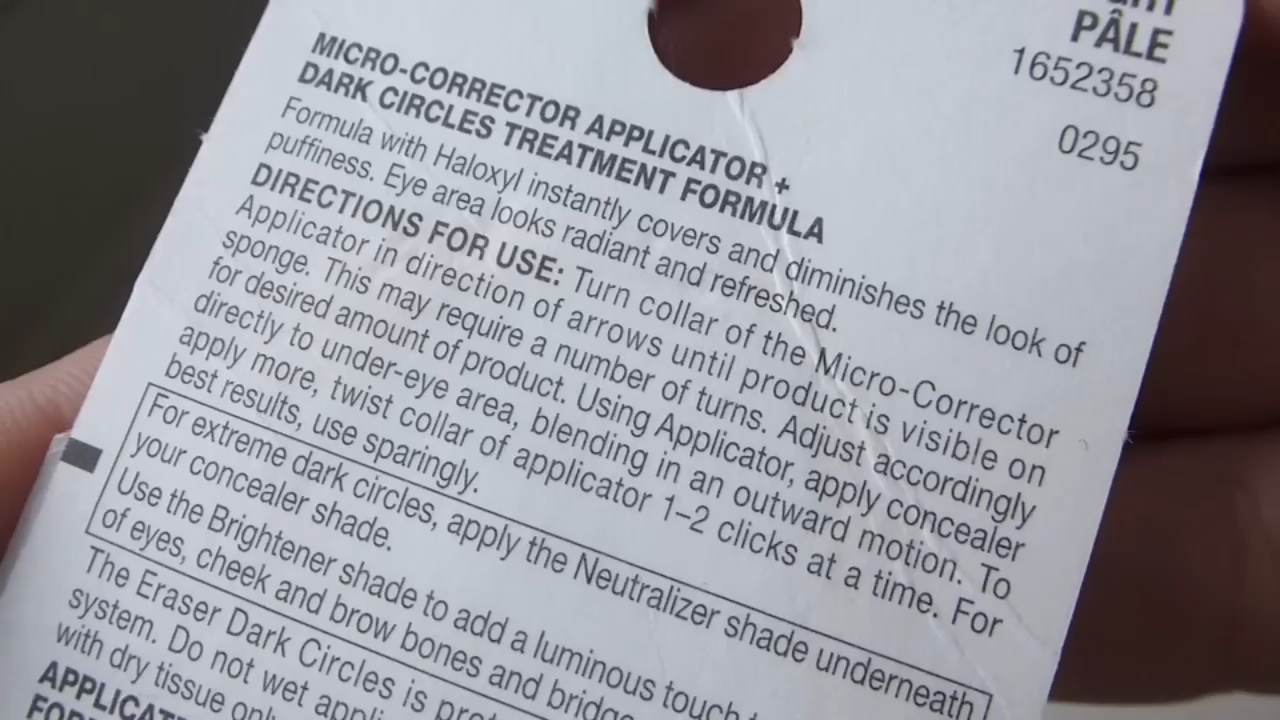 PÂLE
1652358
0295
MICRO-CORRECTOR APPLICATOR +
DARK CIRCLES TREATMENT FORMULA
Formula with Haloxyl instantly covers and diminishes the look of
puffiness. Eye area looks radiant and refreshed.
DIRECTIONS FOR USE: Turn collar of the Micro-Corrector
Applicator in direction of arrows until product is visible on
sponge. This may require a number of turns. Adjust accordingly
for desired amount of product. Using Applicator, apply concealer
directly to under-eye area, blending in an outward motion. To
apply more, twist collar of applicator 1–2 clicks at a time. For
best results, use sparingly.
For extreme dark circles, apply the Neutralizer shade underneath
your concealer shade.
Use the Brightener shade to add a luminous touch
of eyes, cheek and brow bones and
The Eraser Dark Circles is
system. Do not wet
with dry tissue